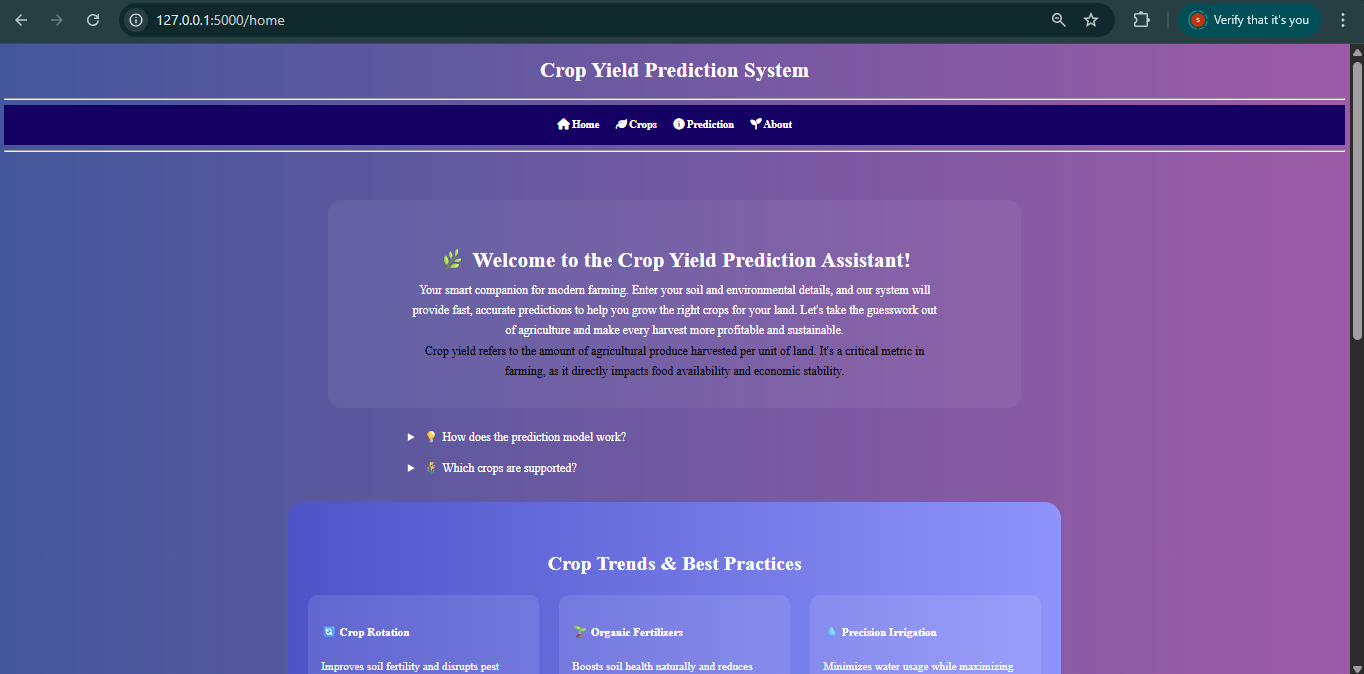 127.0.0.1:5000/home
Verify that it's you
Crop Yield Prediction System
Home Crops Prediction About
Welcome to the Crop Yield Prediction Assistant!
Your smart companion for modern farming. Enter your soil and environmental details, and our system will
provide fast, accurate predictions to help you grow the right crops for your land. Let's take the guesswork out
of agriculture and make every harvest more profitable and sustainable.
Crop yield refers to the amount of agricultural produce harvested per unit of land. It's a critical metric in
farming, as it directly impacts food availability and economic stability.
How does the prediction model work?
Which crops are supported?
Crop Trends & Best Practices
Crop Rotation
Improves soil fertility and disrupts pest
Organic Fertilizers
Boosts soil health naturally and reduces
Precision Irrigation
Minimizes water usage while maximizing